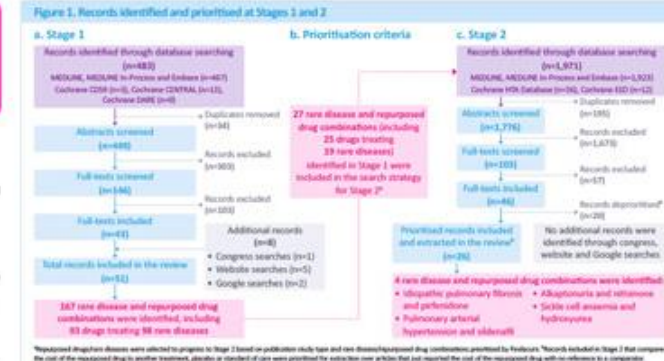 Figure 1. Records identified and prioritised at Stages 1 and 2
a. Stage 1
Records identified through database searching
(n=483)
MEDLINE, MEDLINE In-Process and Embase (n=467)
Cochrane CDSR (n=3), Cochrane CENTRAL (n=13),
Cochrane DARE (n=0)
Duplicates removed
(n=34)
Abstracts screened
Records excluded
(n=303)
Full-texts screened
(n=146)
Records excluded
(n=103)
Full-texts included
(n=43)
Additional records
(n=8)
• Congress searches (n=1)
• Website searches (n=5)
• Google searches (n=2)
Total records included in the review
(n=51)
167 rare disease and repurposed drug
combinations were identified, including
93 drugs treating 98 rare diseases
b. Prioritisation criteria
27 rare disease and repurposed
drug combinations (including
25 drugs treating
19 rare diseases)
identified in Stage 1 were
included in the search strategy
for Stage 2
c. Stage 2
Records identified through database searching
(n=1,971)
MEDLINE, MEDLINE In-Process and Embase (n=1,923)
Cochrane HTA Database (n=36), Cochrane EED (n=12)
Duplicates removed
(n=195)
Abstracts screened
(n=1,776)
Records excluded
(n=1,673)
Full-texts screened
(n=103)
Records excluded
(n=57)
Full-texts included
(n=46)
Records deprioritised
(n=20)
Prioritised records included
and extracted in the review
(n=26)
No additional records were
identified through congress,
website and Google searches
4 rare disease and repurposed drug combinations were identified:
• Idiopathic pulmonary fibrosis
and pirfenidone
• Pulmonary arterial
hypertension and sildenafil
• Alkaptonuria and nitisinone
• Sickle cell anaemia and
hydroxyurea